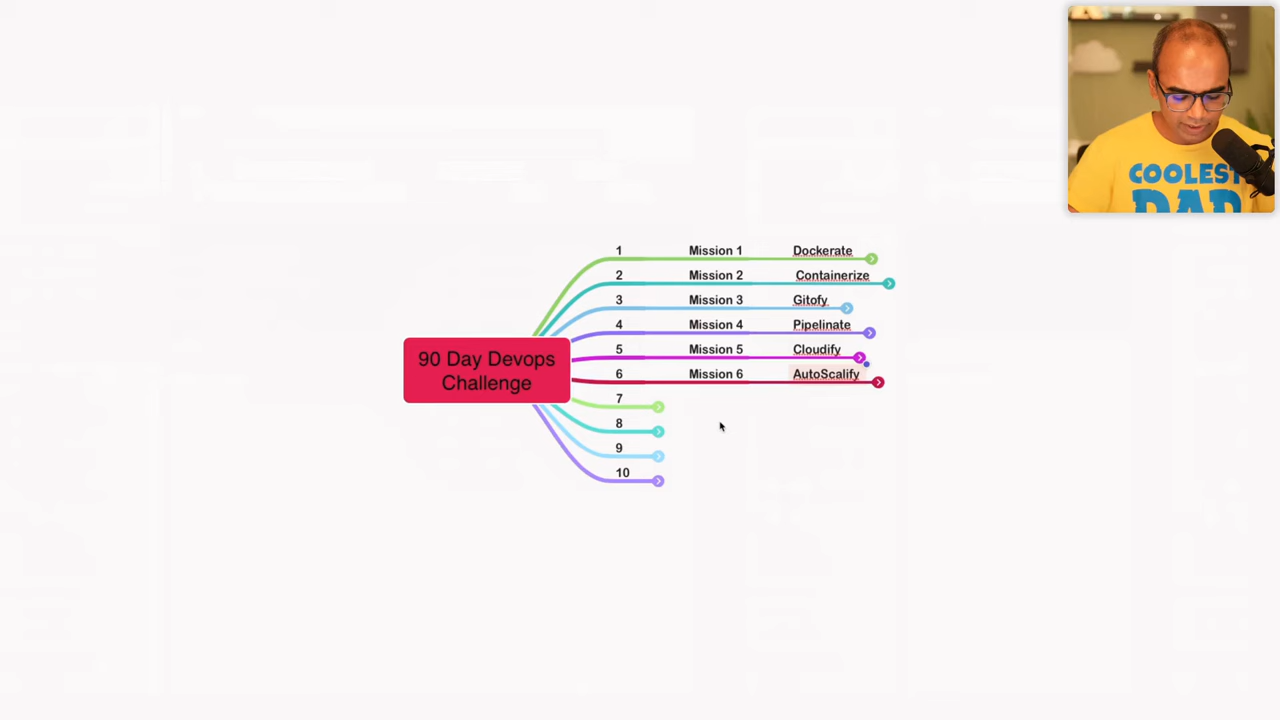 COOLEST
DAD
1 Mission 1 Dockerate
2 Mission 2 Containerize
3 Mission 3 Gitofy
4 Mission 4 Pipelinate
5 Mission 5 Cloudify
6 Mission 6 AutoScalify
90 Day Devops
Challenge
7
8
9
10